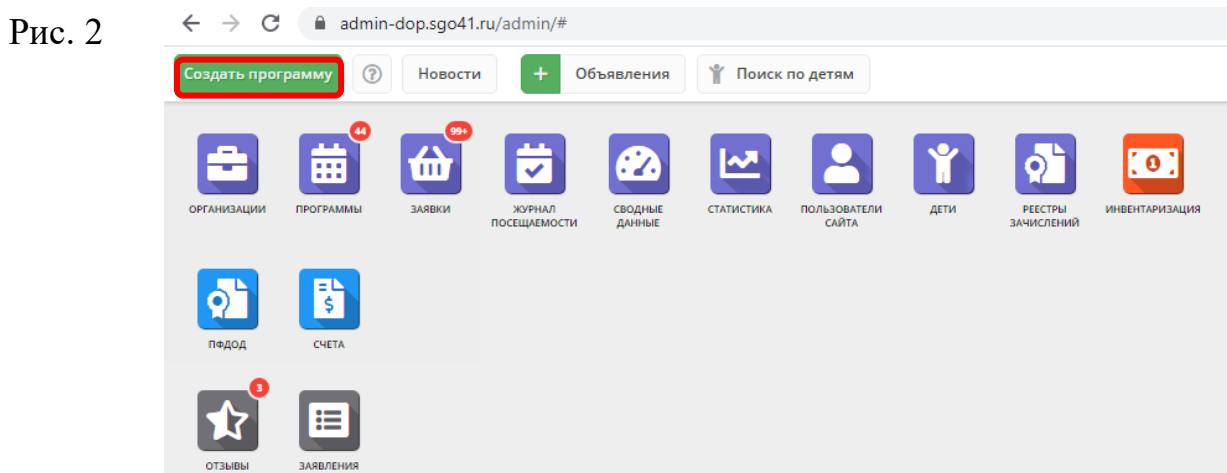 Рис. 2
admin-dop.sgo41.ru/admin/#
Создать программу ? Новости + Объявления Поиск по детям
44 99+
ОРГАНИЗАЦИИ ПРОГРАММЫ ЗАЯВКИ ЖУРНАЛ СВОДНЫЕ СТАТИСТИКА ПОЛЬЗОВАТЕЛИ ДЕТИ РЕЕСТРЫ ИНВЕНТАРИЗАЦИЯ
ПОСЕЩАЕМОСТИ ДАННЫЕ САЙТА ЗАЧИСЛЕНИЙ
ПФДОД СЧЕТА
3
ОТЗЫВЫ ЗАЯВЛЕНИЯ